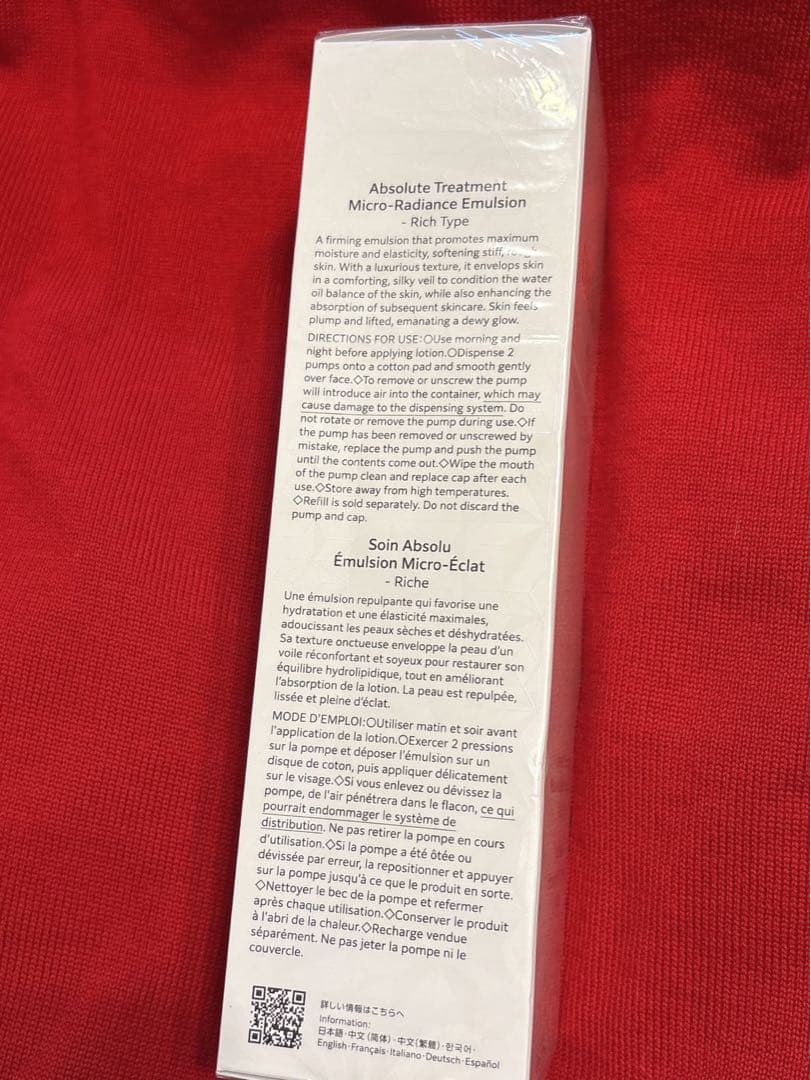 Absolute Treatment
Micro-Radiance Emulsion
- Rich Type
A firming emulsion that promotes maximum
moisture and elasticity, softening stiff, rough
skin. With a luxurious texture, it envelops skin
in a comforting, silky veil to condition the water
oil balance of the skin, while also enhancing the
absorption of subsequent skincare. Skin feels
plump and lifted, emanating a dewy glow.
DIRECTIONS FOR USE:○Use morning and
night before applying lotion.○Dispense 2
pumps onto a cotton pad and smooth gently
over face.◇To remove or unscrew the pump
will introduce air into the container, which may
cause damage to the dispensing system. Do
not rotate or remove the pump during use.◇If
the pump has been removed or unscrewed by
mistake, replace the pump and push the pump
until the contents come out.◇Wipe the mouth
of the pump clean and replace cap after each
use.◇Store away from high temperatures.
◇Refill is sold separately. Do not discard the
pump and cap.
Soin Absolu
Émulsion Micro-Éclat
- Riche
Une émulsion repulpante qui favorise une
hydratation et une élasticité maximales,
adoucissant les peaux sèches et déshydratées.
Sa texture onctueuse enveloppe la peau d'un
voile réconfortant et soyeux pour restaurer son
équilibre hydrolipidique, tout en améliorant
l'absorption de la lotion. La peau est repulpée,
lissée et pleine d'éclat.
MODE D'EMPLOI:○Utiliser matin et soir avant
l'application de la lotion.○Exercer 2 pressions
sur la pompe et déposer l'émulsion sur un
disque de coton, puis appliquer délicatement
sur le visage.◇Si vous enlevez ou dévissez la
pompe, de l'air pénétrera dans le flacon, ce qui
pourrait endommager le système de
distribution. Ne pas retirer la pompe en cours
d'utilisation.◇Si la pompe a été ôtée ou
dévissée par erreur, la repositionner et appuyer
sur la pompe jusqu'à ce que le produit en sorte.
◇Nettoyer le bec de la pompe et refermer
après chaque utilisation.◇Conserver le produit
à l'abri de la chaleur.◇Recharge vendue
séparément. Ne pas jeter la pompe ni le
couvercle.
詳しい情報はこちらへ
Information:
日本語·中文(简体)·中文(繁體)·한국어·
English·Français·Italiano·Deutsch·Español